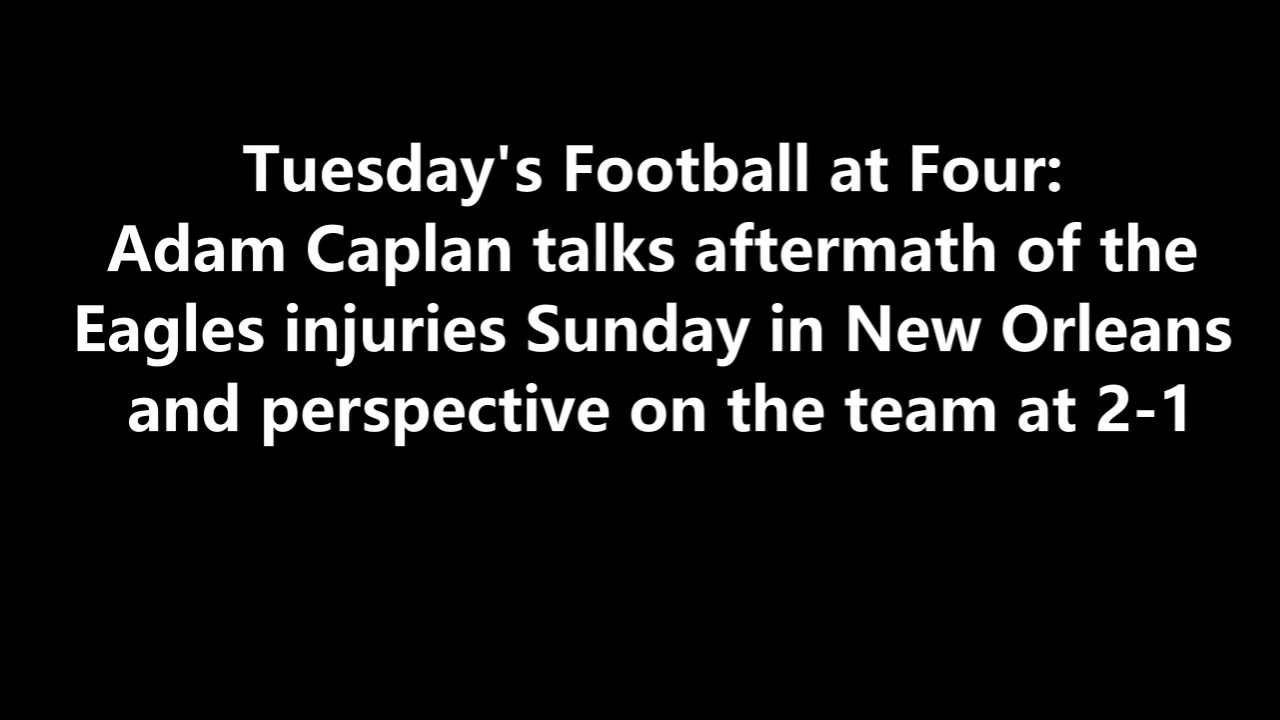 Tuesday's Football at Four:
Adam Caplan talks aftermath of the
Eagles injuries Sunday in New Orleans
and perspective on the team at 2-1